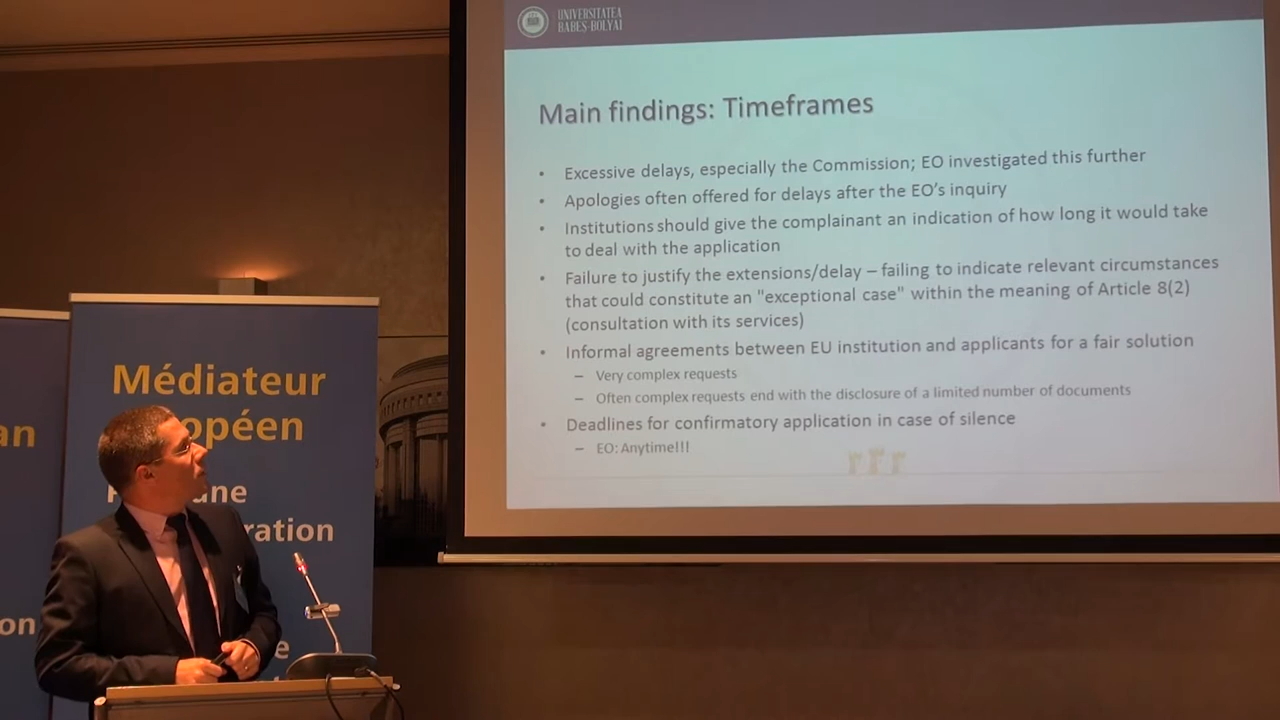 UNIVERSITATEA
BABEȘ-BOLYAI
Main findings: Timeframes
• Excessive delays, especially the Commission; EO investigated this further
• Apologies often offered for delays after the EO's inquiry
• Institutions should give the complainant an indication of how long it would take
to deal with the application
• Failure to justify the extensions/delay – failing to indicate relevant circumstances
that could constitute an "exceptional case" within the meaning of Article 8(2)
(consultation with its services)
• Informal agreements between EU institution and applicants for a fair solution
– Very complex requests
– Often complex requests end with the disclosure of a limited number of documents
• Deadlines for confirmatory application in case of silence
– EO: Anytime!!!
Médiateur
opéen
une
ration
e
an
on